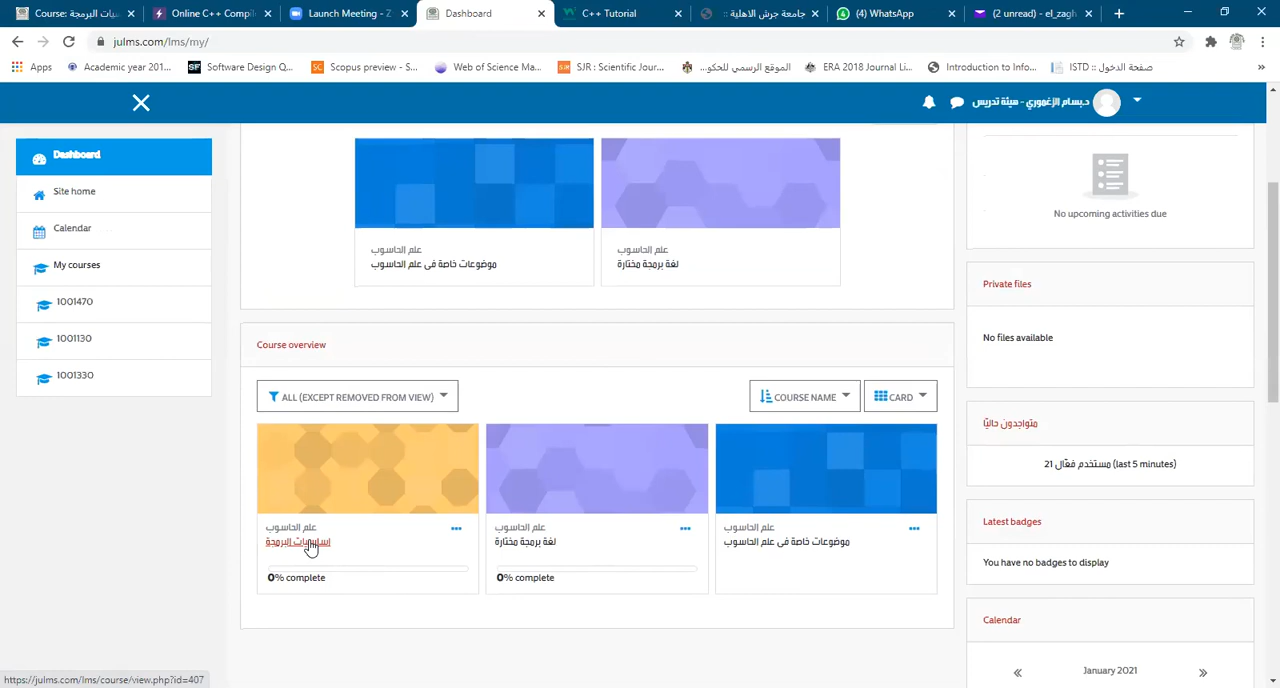 سيات البرمجة :Course
Online C++ Compil
Launch Meeting - Z
Dashboard
C++ Tutorial
جامعة جرش الاهلية ::
(4) WhatsApp
(2 unread) - el_zagh
julms.com/lms/my/
Apps
Academic year 201...
Software Design Q...
Scopus preview - S...
Web of Science Ma...
SJR : Scientific Jour...
الموقع الرسمي للحكو...
ERA 2018 Journal Li...
Introduction to Info...
صفحة الدخول :: ISTD
»
د.بسام الزغموري - هيئة تدريس
Dashboard
Site home
Calendar
My courses
1001470
1001130
1001330
علم الحاسوب
موضوعات خاصة في علم الحاسوب
علم الحاسوب
لغة برمجة مختارة
Course overview
ALL (EXCEPT REMOVED FROM VIEW)
COURSE NAME
CARD
علم الحاسوب
اساسيات البرمجة
0% complete
علم الحاسوب
لغة برمجة مختارة
0% complete
علم الحاسوب
موضوعات خاصة في علم الحاسوب
No upcoming activities due
Private files
No files available
متواجدون حاليًا
21 مستخدم فعّال (last 5 minutes)
Latest badges
You have no badges to display
Calendar
« January 2021 »
https://julms.com/lms/course/view.php?id=407